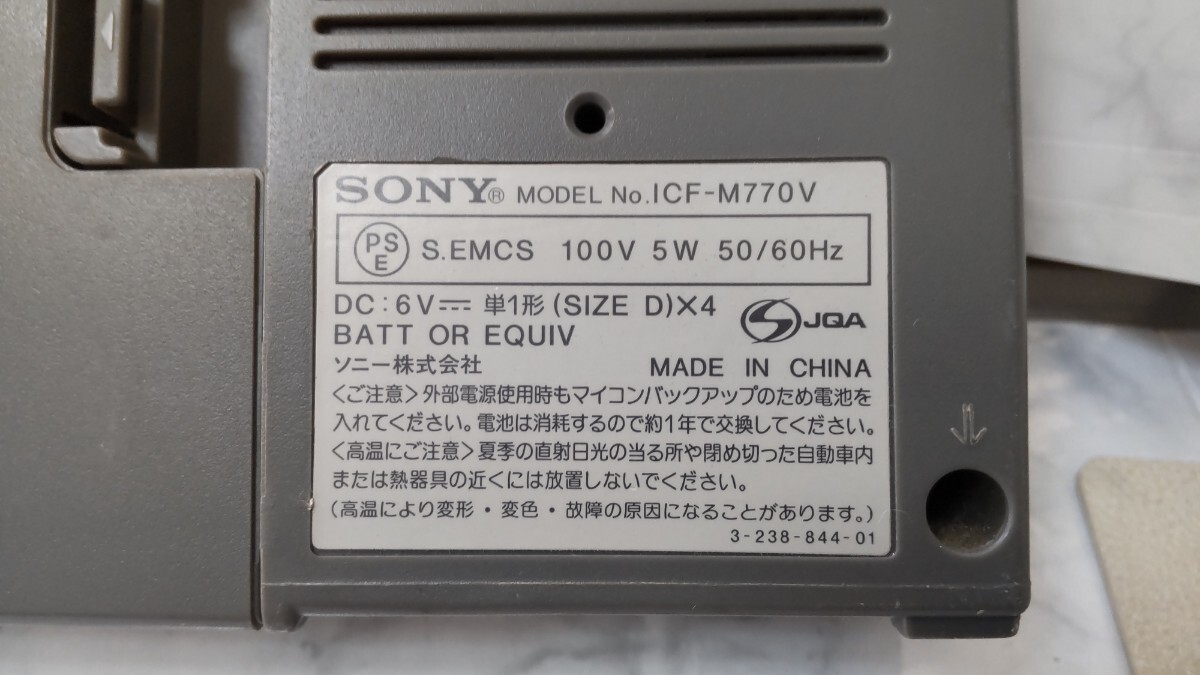 SONY® MODEL No.ICF-M770V
PSE S.EMCS 100V 5W 50/60Hz
DC:6V⎓ 単1形(SIZE D)×4
BATT OR EQUIV
JQA
ソニー株式会社 MADE IN CHINA
〈ご注意〉外部電源使用時もマイコンバックアップのため電池を
入れてください。電池は消耗するので約1年で交換してください。
〈高温にご注意〉夏季の直射日光の当る所や閉め切った自動車内
または熱器具の近くには放置しないでください。
(高温により変形・変色・故障の原因になることがあります。)
3-238-844-01